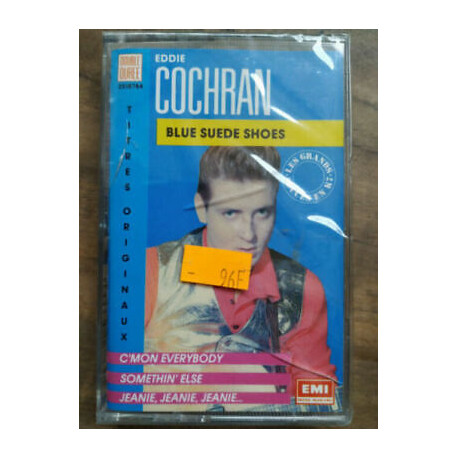 DOUBLE
DURÉE
EDDIE
COCHRAN
BLUE SUEDE SHOES
TITRES ORIGINAUX
LES GRANDS
96F
C'MON EVERYBODY
SOMETHIN' ELSE
JEANIE, JEANIE, JEANIE...
EMI